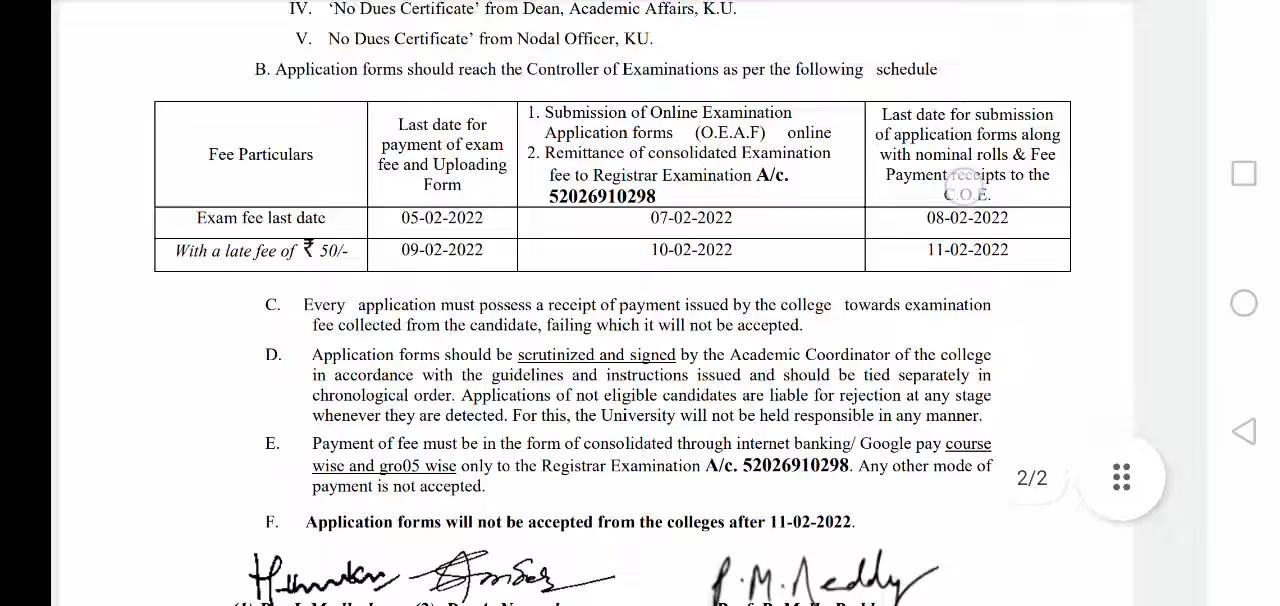 IV. ‘No Dues Certificate’ from Dean, Academic Affairs, K.U.
V. No Dues Certificate’ from Nodal Officer, KU.
B. Application forms should reach the Controller of Examinations as per the following schedule
Fee Particulars
Last date for
payment of exam
fee and Uploading
Form
1. Submission of Online Examination
Application forms (O.E.A.F) online
2. Remittance of consolidated Examination
fee to Registrar Examination A/c.
52026910298
Last date for submission
of application forms along
with nominal rolls & Fee
Payment receipts to the
C.O.E.
Exam fee last date 05-02-2022 07-02-2022 08-02-2022
With a late fee of ₹ 50/- 09-02-2022 10-02-2022 11-02-2022
C. Every application must possess a receipt of payment issued by the college towards examination
fee collected from the candidate, failing which it will not be accepted.
D. Application forms should be scrutinized and signed by the Academic Coordinator of the college
in accordance with the guidelines and instructions issued and should be tied separately in
chronological order. Applications of not eligible candidates are liable for rejection at any stage
whenever they are detected. For this, the University will not be held responsible in any manner.
E. Payment of fee must be in the form of consolidated through internet banking/ Google pay course
wise and gro05 wise only to the Registrar Examination A/c. 52026910298. Any other mode of
payment is not accepted.
2/2
F. Application forms will not be accepted from the colleges after 11-02-2022.
P.M.Reddy